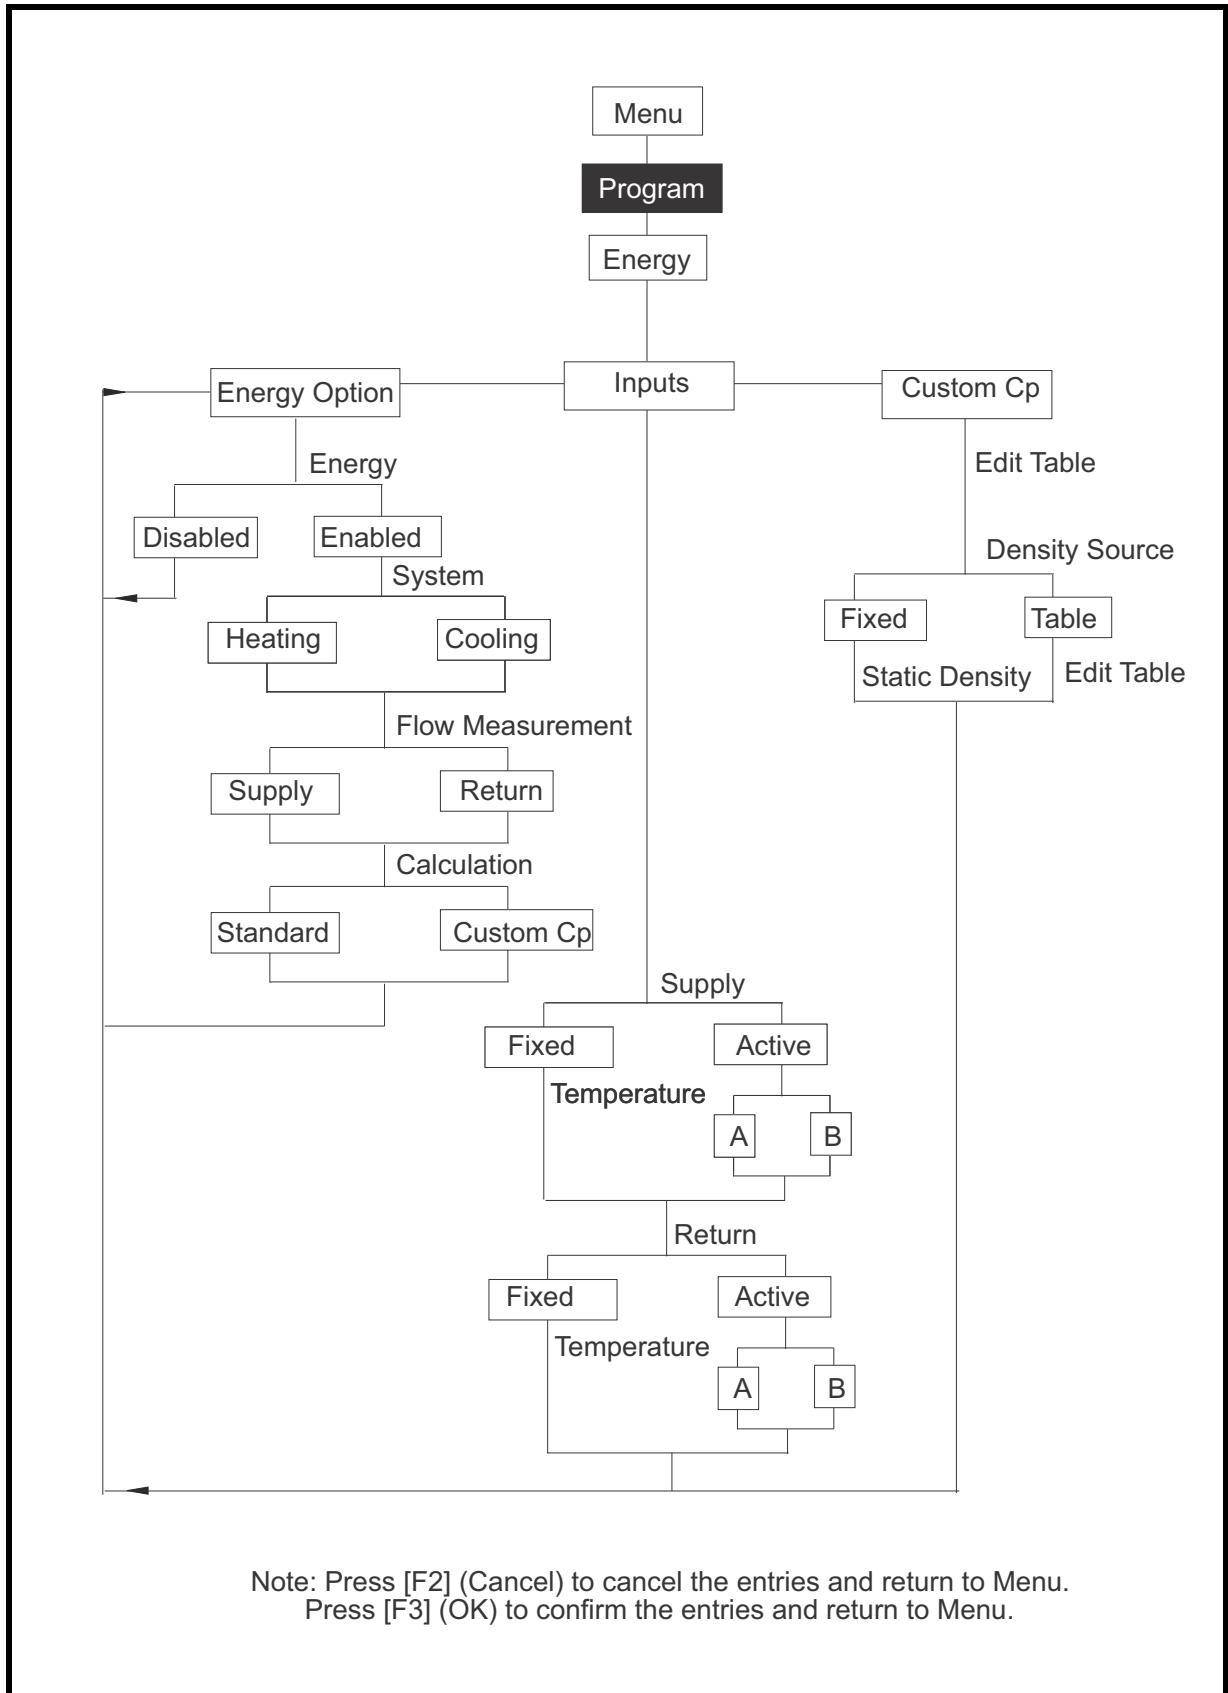 Menu
Program
Energy
Energy Option
Inputs
Custom Cp
Energy
Edit Table
Disabled
Enabled
Density Source
System
Fixed
Table
Heating
Cooling
Static Density
Edit Table
Flow Measurement
Supply
Return
Calculation
Standard
Custom Cp
Supply
Fixed
Active
Temperature
A
B
Return
Fixed
Active
Temperature
A
B
Note: Press [F2] (Cancel) to cancel the entries and return to Menu.
Press [F3] (OK) to confirm the entries and return to Menu.